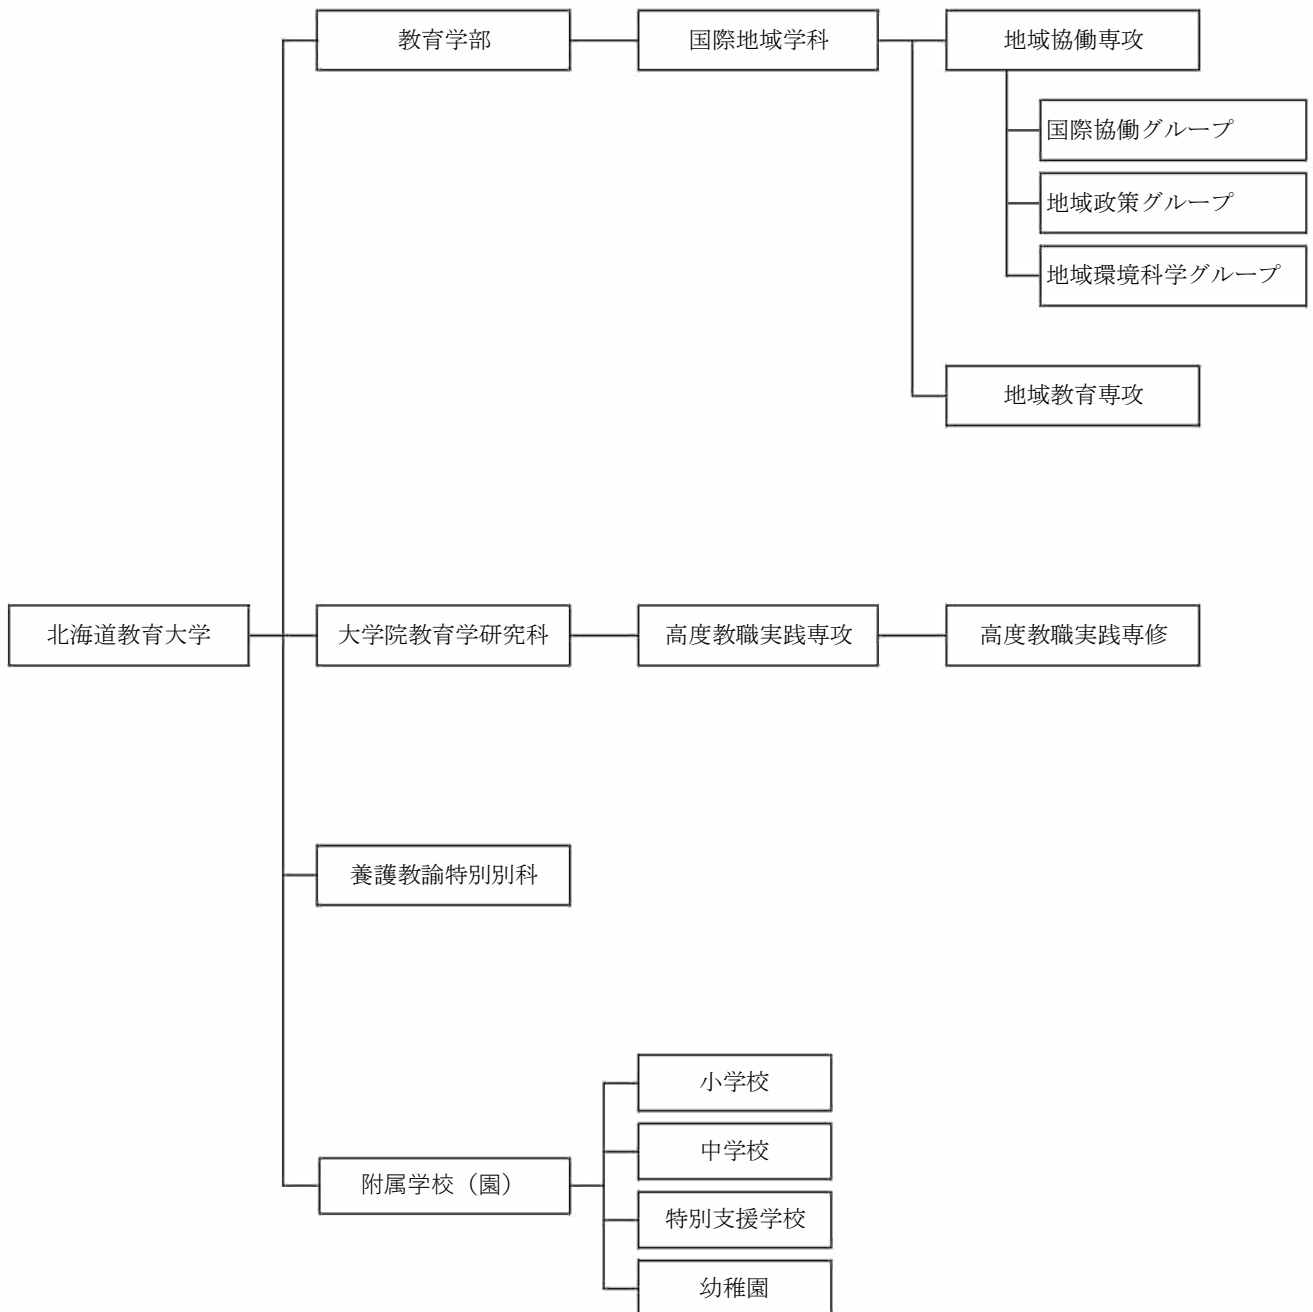 教育学部
国際地域学科
地域協働専攻
国際協働グループ
地域政策グループ
地域環境科学グループ
地域教育専攻
北海道教育大学
大学院教育学研究科
高度教職実践専攻
高度教職実践専修
養護教諭特別別科
附属学校（園）
小学校
中学校
特別支援学校
幼稚園